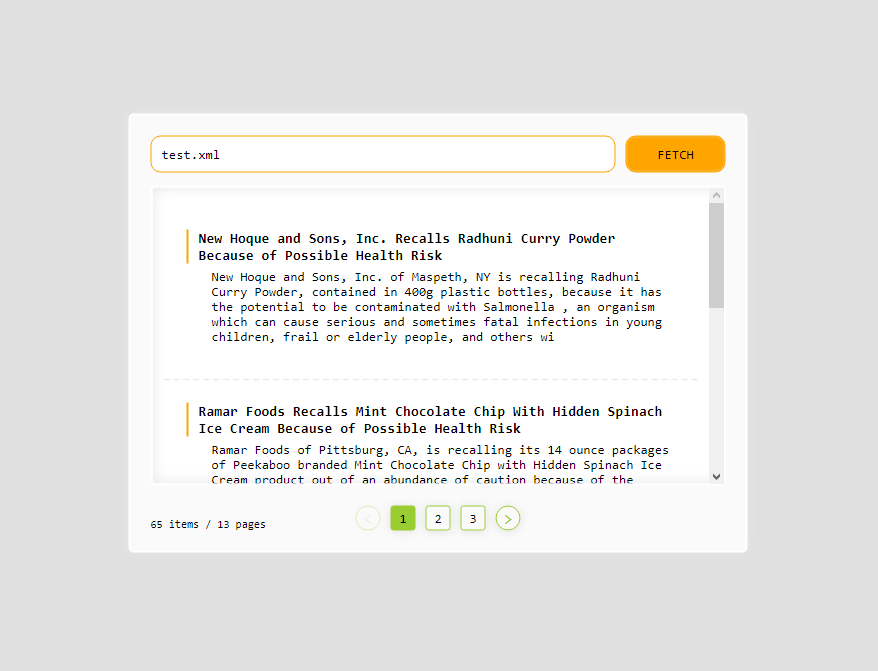 test.xml
FETCH
New Hoque and Sons, Inc. Recalls Radhuni Curry Powder
Because of Possible Health Risk
New Hoque and Sons, Inc. of Maspeth, NY is recalling Radhuni
Curry Powder, contained in 400g plastic bottles, because it has
the potential to be contaminated with Salmonella , an organism
which can cause serious and sometimes fatal infections in young
children, frail or elderly people, and others wi
Ramar Foods Recalls Mint Chocolate Chip With Hidden Spinach
Ice Cream Because of Possible Health Risk
Ramar Foods of Pittsburg, CA, is recalling its 14 ounce packages
of Peekaboo branded Mint Chocolate Chip with Hidden Spinach Ice
Cream product out of an abundance of caution because of the
65 items / 13 pages
< 1 2 3 >